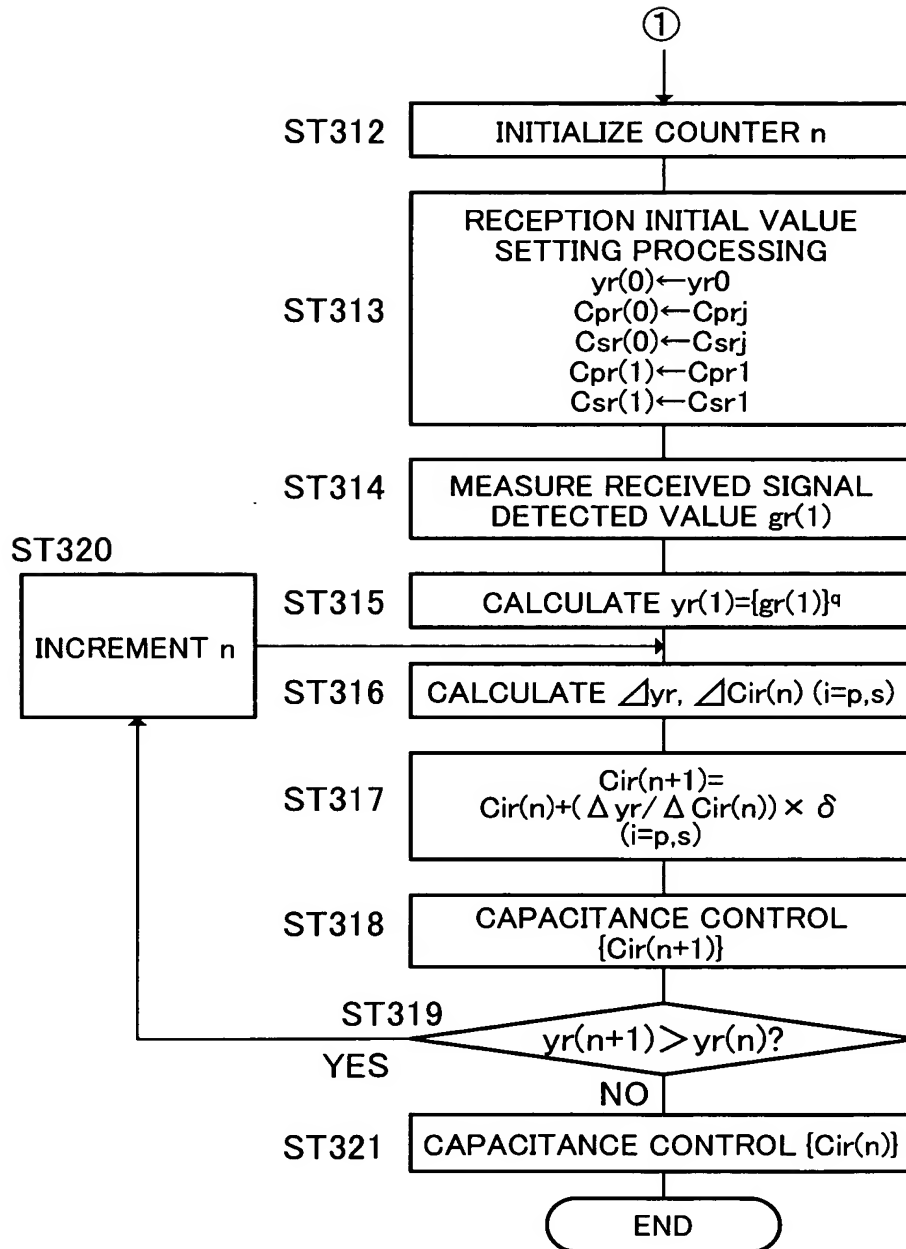 ①
ST312
INITIALIZE COUNTER n
ST313
RECEPTION INITIAL VALUE
SETTING PROCESSING
yr(0)←yr0
Cpr(0)←Cprj
Csr(0)←Csrj
Cpr(1)←Cpr1
Csr(1)←Csr1
ST314
MEASURE RECEIVED SIGNAL
DETECTED VALUE gr(1)
ST320
INCREMENT n
ST315
CALCULATE yr(1)={gr(1)}^q
ST316
CALCULATE ⊿yr, ⊿Cir(n) (i=p,s)
ST317
Cir(n+1)=
Cir(n)+(Δyr/ΔCir(n))×δ
(i=p,s)
ST318
CAPACITANCE CONTROL
{Cir(n+1)}
ST319
yr(n+1)>yr(n)?
YES
NO
ST321
CAPACITANCE CONTROL {Cir(n)}
END